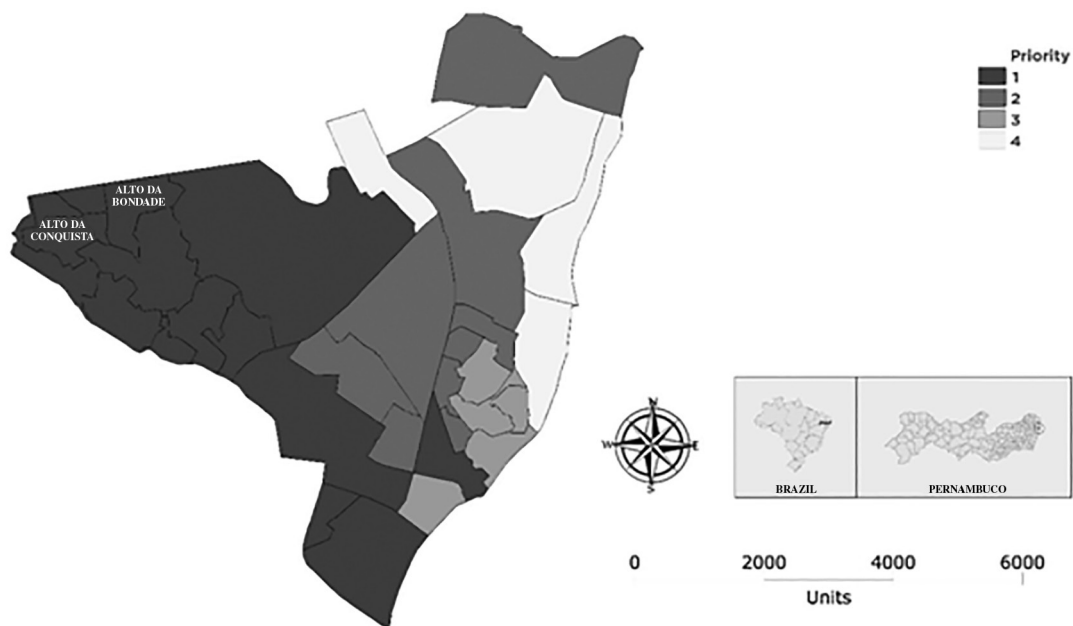 Priority
1
2
3
4
ALTO DA
BONDADE
ALTO DA
CONQUISTA
N
W
E
S
BRAZIL
PERNAMBUCO
0
2000
4000
6000
Units